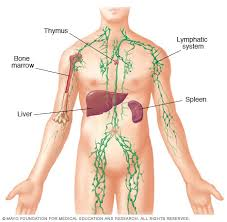 Thymus
Lymphatic
system
Bone
marrow
Liver
Spleen
© MAYO FOUNDATION FOR MEDICAL EDUCATION AND RESEARCH. ALL RIGHTS RESERVED.